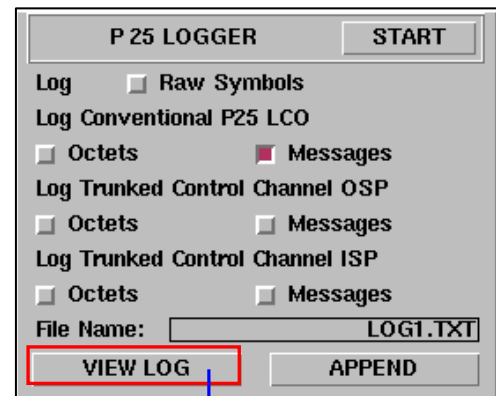 P 25 LOGGER START
Log Raw Symbols
Log Conventional P25 LCO
Octets Messages
Log Trunked Control Channel OSP
Octets Messages
Log Trunked Control Channel ISP
Octets Messages
File Name: LOG1.TXT
VIEW LOG APPEND